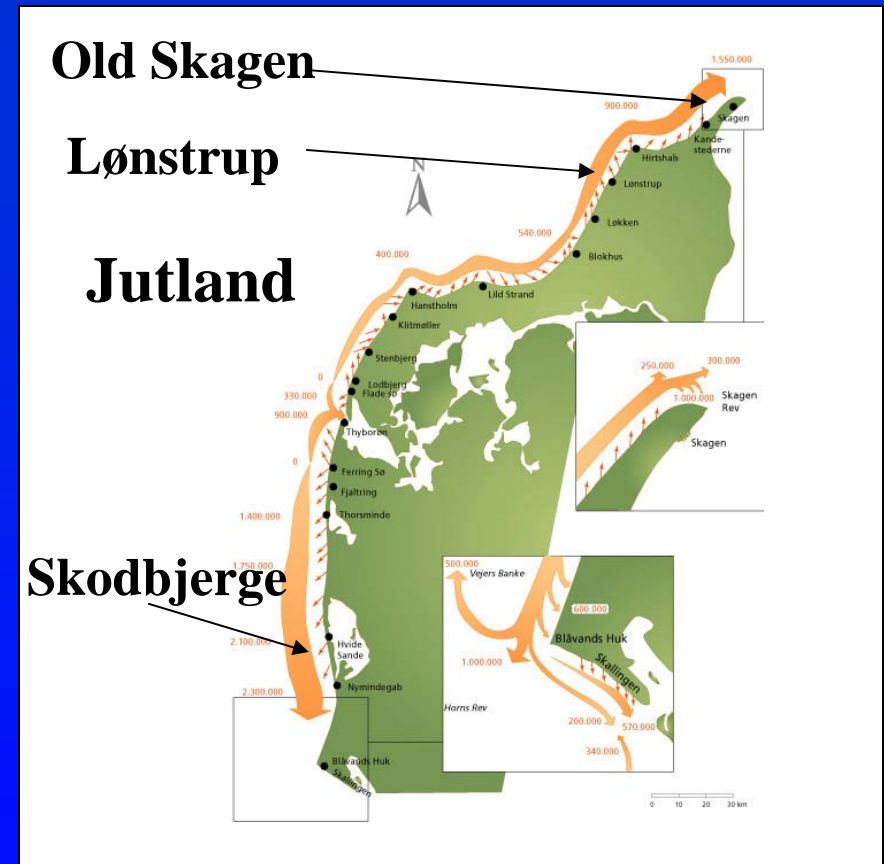 Old Skagen
Lønstrup
Jutland
Skodbjerge
N
1.550.000
900.000
Skagen
Kande-
stederne
Hirtshals
Lønstrup
Løkken
540.000
Blokhus
400.000
Lild Strand
Hanstholm
Klitmøller
Stenbjerg
0
Lodbjerg
330.000
Flade sø
900.000
Thyborøn
0
Ferring Sø
Fjaltring
1.400.000
Thorsminde
1.750.000
2.100.000
Hvide
Sande
2.300.000
Nymindegab
Blåvands Huk
Skallingen
250.000
300.000
1.000.000
Skagen
Rev
Skagen
500.000
Vejers Banke
600.000
Blåvands Huk
Skallingen
1.000.000
Horns Rev
200.000
570.000
340.000
0 10 20 30 km